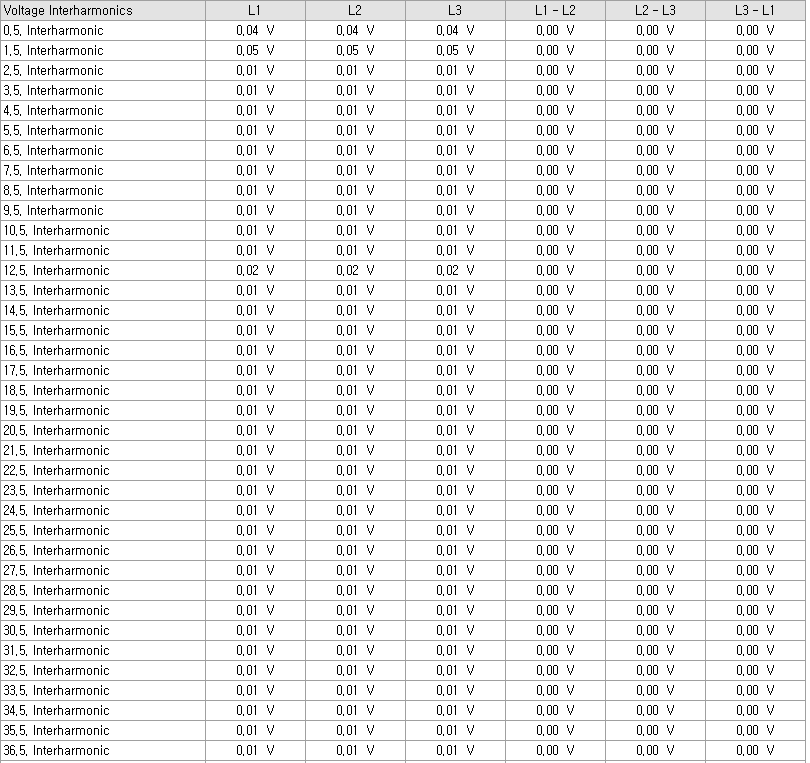 Voltage Interharmonics L1 L2 L3 L1 - L2 L2 - L3 L3 - L1
0,5, Interharmonic 0,04 V 0,04 V 0,04 V 0,00 V 0,00 V 0,00 V
1,5, Interharmonic 0,05 V 0,05 V 0,05 V 0,00 V 0,00 V 0,00 V
2,5, Interharmonic 0,01 V 0,01 V 0,01 V 0,00 V 0,00 V 0,00 V
3,5, Interharmonic 0,01 V 0,01 V 0,01 V 0,00 V 0,00 V 0,00 V
4,5, Interharmonic 0,01 V 0,01 V 0,01 V 0,00 V 0,00 V 0,00 V
5,5, Interharmonic 0,01 V 0,01 V 0,01 V 0,00 V 0,00 V 0,00 V
6,5, Interharmonic 0,01 V 0,01 V 0,01 V 0,00 V 0,00 V 0,00 V
7,5, Interharmonic 0,01 V 0,01 V 0,01 V 0,00 V 0,00 V 0,00 V
8,5, Interharmonic 0,01 V 0,01 V 0,01 V 0,00 V 0,00 V 0,00 V
9,5, Interharmonic 0,01 V 0,01 V 0,01 V 0,00 V 0,00 V 0,00 V
10,5, Interharmonic 0,01 V 0,01 V 0,01 V 0,00 V 0,00 V 0,00 V
11,5, Interharmonic 0,01 V 0,01 V 0,01 V 0,00 V 0,00 V 0,00 V
12,5, Interharmonic 0,02 V 0,02 V 0,02 V 0,00 V 0,00 V 0,00 V
13,5, Interharmonic 0,01 V 0,01 V 0,01 V 0,00 V 0,00 V 0,00 V
14,5, Interharmonic 0,01 V 0,01 V 0,01 V 0,00 V 0,00 V 0,00 V
15,5, Interharmonic 0,01 V 0,01 V 0,01 V 0,00 V 0,00 V 0,00 V
16,5, Interharmonic 0,01 V 0,01 V 0,01 V 0,00 V 0,00 V 0,00 V
17,5, Interharmonic 0,01 V 0,01 V 0,01 V 0,00 V 0,00 V 0,00 V
18,5, Interharmonic 0,01 V 0,01 V 0,01 V 0,00 V 0,00 V 0,00 V
19,5, Interharmonic 0,01 V 0,01 V 0,01 V 0,00 V 0,00 V 0,00 V
20,5, Interharmonic 0,01 V 0,01 V 0,01 V 0,00 V 0,00 V 0,00 V
21,5, Interharmonic 0,01 V 0,01 V 0,01 V 0,00 V 0,00 V 0,00 V
22,5, Interharmonic 0,01 V 0,01 V 0,01 V 0,00 V 0,00 V 0,00 V
23,5, Interharmonic 0,01 V 0,01 V 0,01 V 0,00 V 0,00 V 0,00 V
24,5, Interharmonic 0,01 V 0,01 V 0,01 V 0,00 V 0,00 V 0,00 V
25,5, Interharmonic 0,01 V 0,01 V 0,01 V 0,00 V 0,00 V 0,00 V
26,5, Interharmonic 0,01 V 0,01 V 0,01 V 0,00 V 0,00 V 0,00 V
27,5, Interharmonic 0,01 V 0,01 V 0,01 V 0,00 V 0,00 V 0,00 V
28,5, Interharmonic 0,01 V 0,01 V 0,01 V 0,00 V 0,00 V 0,00 V
29,5, Interharmonic 0,01 V 0,01 V 0,01 V 0,00 V 0,00 V 0,00 V
30,5, Interharmonic 0,01 V 0,01 V 0,01 V 0,00 V 0,00 V 0,00 V
31,5, Interharmonic 0,01 V 0,01 V 0,01 V 0,00 V 0,00 V 0,00 V
32,5, Interharmonic 0,01 V 0,01 V 0,01 V 0,00 V 0,00 V 0,00 V
33,5, Interharmonic 0,01 V 0,01 V 0,01 V 0,00 V 0,00 V 0,00 V
34,5, Interharmonic 0,01 V 0,01 V 0,01 V 0,00 V 0,00 V 0,00 V
35,5, Interharmonic 0,01 V 0,01 V 0,01 V 0,00 V 0,00 V 0,00 V
36,5, Interharmonic 0,01 V 0,01 V 0,01 V 0,00 V 0,00 V 0,00 V